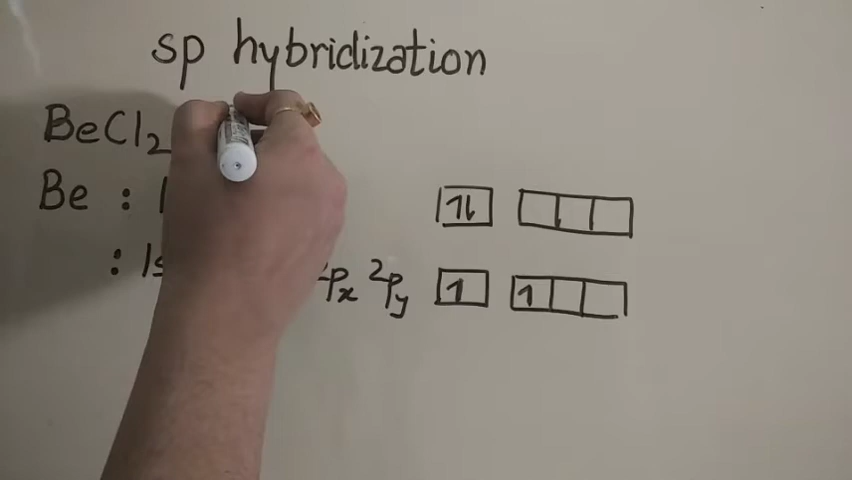 sp hybridization
BeCl2
Be : 1
↿⇂
: 1s px 2py
↿ ↿